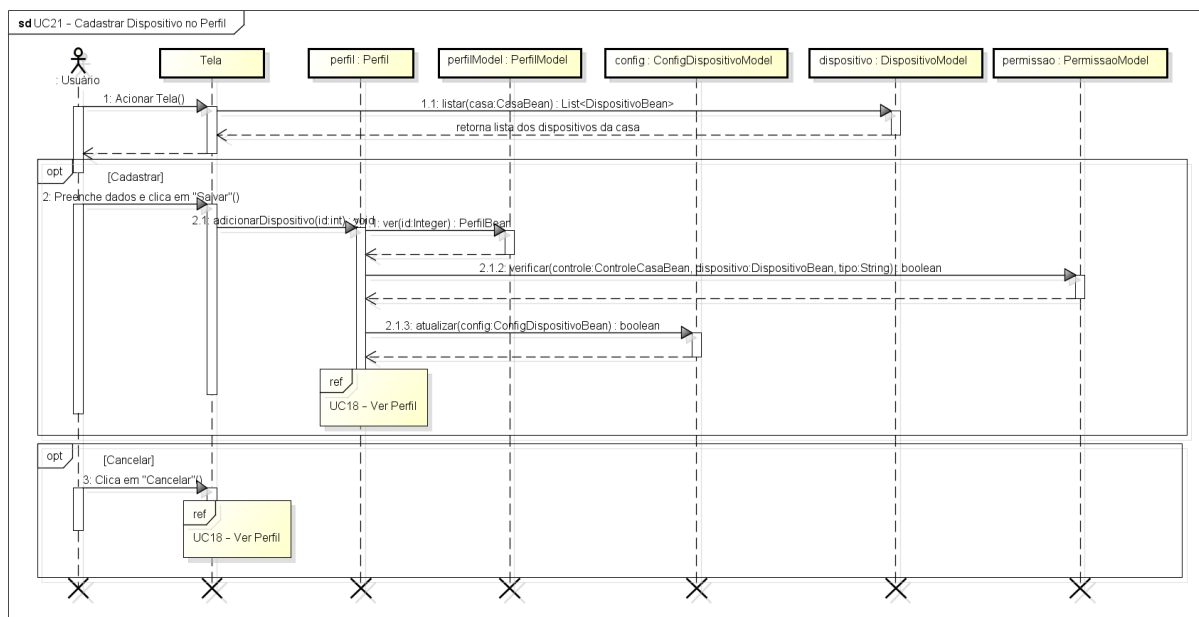 sd UC21 - Cadastrar Dispositivo no Perfil
: Usuário
Tela
perfil : Perfil
perfilModel : PerfilModel
config : ConfigDispositivoModel
dispositivo : DispositivoModel
permissao : PermissaoModel
1: Acionar Tela()
1.1: listar(casa:CasaBean) : List<DispositivoBean>
retorna lista dos dispositivos da casa
opt
[Cadastrar]
2: Preenche dados e clica em "Salvar"()
2.1: adicionarDispositivo(id:int) : void
1: ver(id:Integer) : PerfilBean
2.1.2: verificar(controle:ControleCasaBean, dispositivo:DispositivoBean, tipo:String) : boolean
2.1.3: atualizar(config:ConfigDispositivoBean) : boolean
ref
UC18 - Ver Perfil
opt
[Cancelar]
3: Clica em "Cancelar"()
ref
UC18 - Ver Perfil